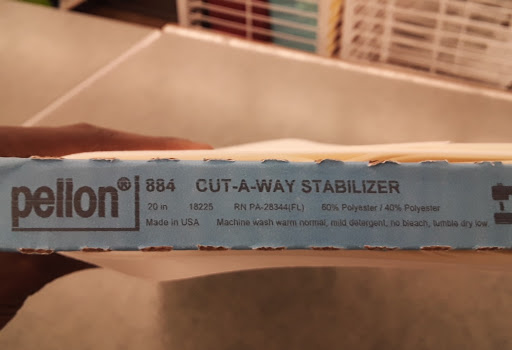 pellon®
884 CUT-A-WAY STABILIZER
20 in 18225 RN PA-28344(FL) 60% Polyester / 40% Polyester
Made in USA Machine wash warm normal, mild detergent, no bleach, tumble dry low.